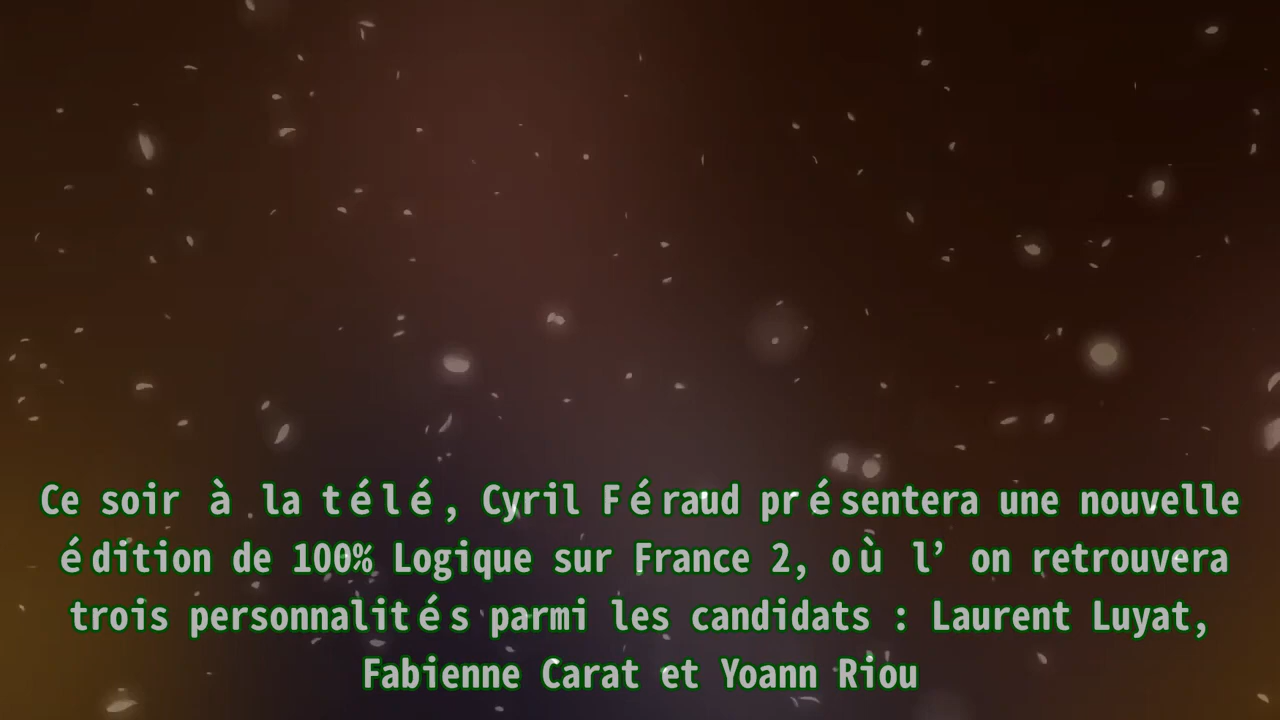 Ce soir à la télé, Cyril Féraud présentera une nouvelle
édition de 100% Logique sur France 2, où l’on retrouvera
trois personnalités parmi les candidats : Laurent Luyat,
Fabienne Carat et Yoann Riou